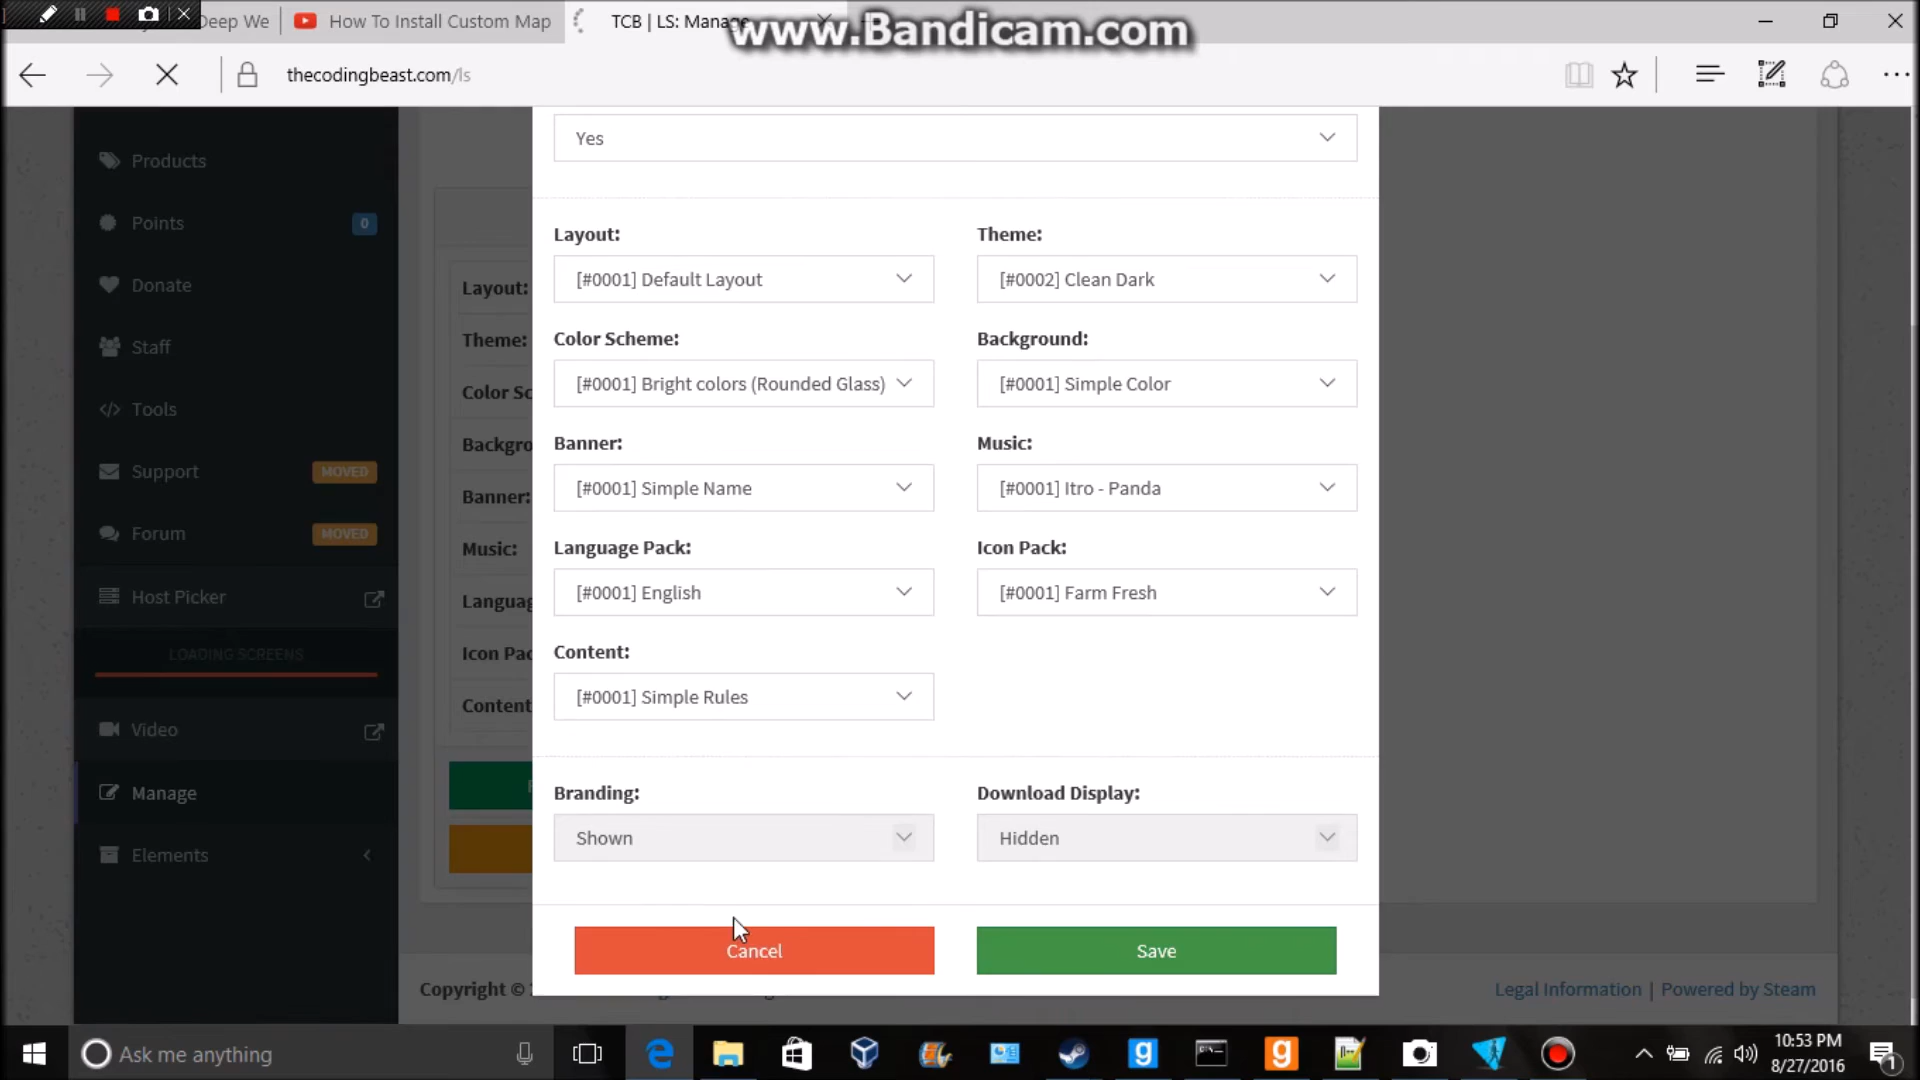 Deep We
How To Install Custom Map
TCB | LS: Manage
www.Bandicam.com
thecodingbeast.com/ls
Products
Points
0
Donate
Staff
Tools
Support
MOVED
Forum
MOVED
Host Picker
LOADING SCREENS
Video
Manage
Elements
Layout:
Theme:
Color Sc
Backgro
Banner:
Music:
Languag
Icon Pac
Content
Yes
Layout:
Theme:
[#0001] Default Layout
[#0002] Clean Dark
Color Scheme:
Background:
[#0001] Bright colors (Rounded Glass)
[#0001] Simple Color
Banner:
Music:
[#0001] Simple Name
[#0001] Itro - Panda
Language Pack:
Icon Pack:
[#0001] English
[#0001] Farm Fresh
Content:
[#0001] Simple Rules
Branding:
Download Display:
Shown
Hidden
Cancel
Save
Copyright ©
Legal Information | Powered by Steam
Ask me anything
10:53 PM
8/27/2016
1